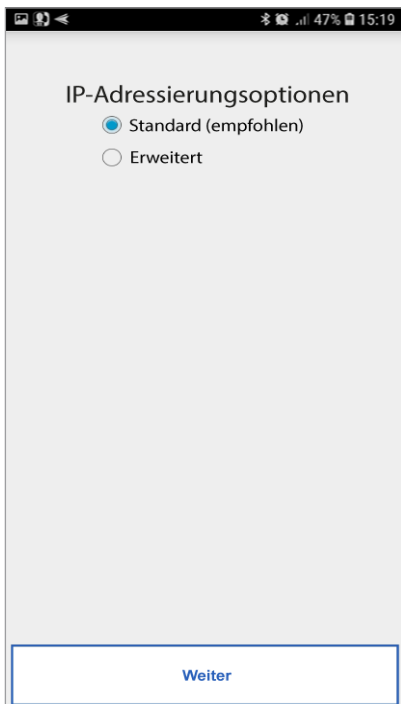 47% 15:19
IP-Adressierungsoptionen
Standard (empfohlen)
Erweitert
Weiter